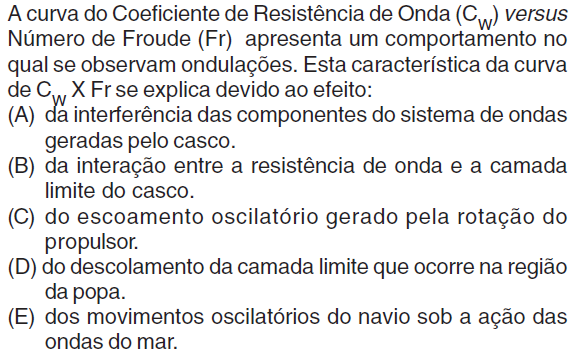 A curva do Coeficiente de Resistência de Onda (CW) versus
Número de Froude (Fr) apresenta um comportamento no
qual se observam ondulações. Esta característica da curva
de CW X Fr se explica devido ao efeito:
(A) da interferência das componentes do sistema de ondas
geradas pelo casco.
(B) da interação entre a resistência de onda e a camada
limite do casco.
(C) do escoamento oscilatório gerado pela rotação do
propulsor.
(D) do descolamento da camada limite que ocorre na região
da popa.
(E) dos movimentos oscilatórios do navio sob a ação das
ondas do mar.